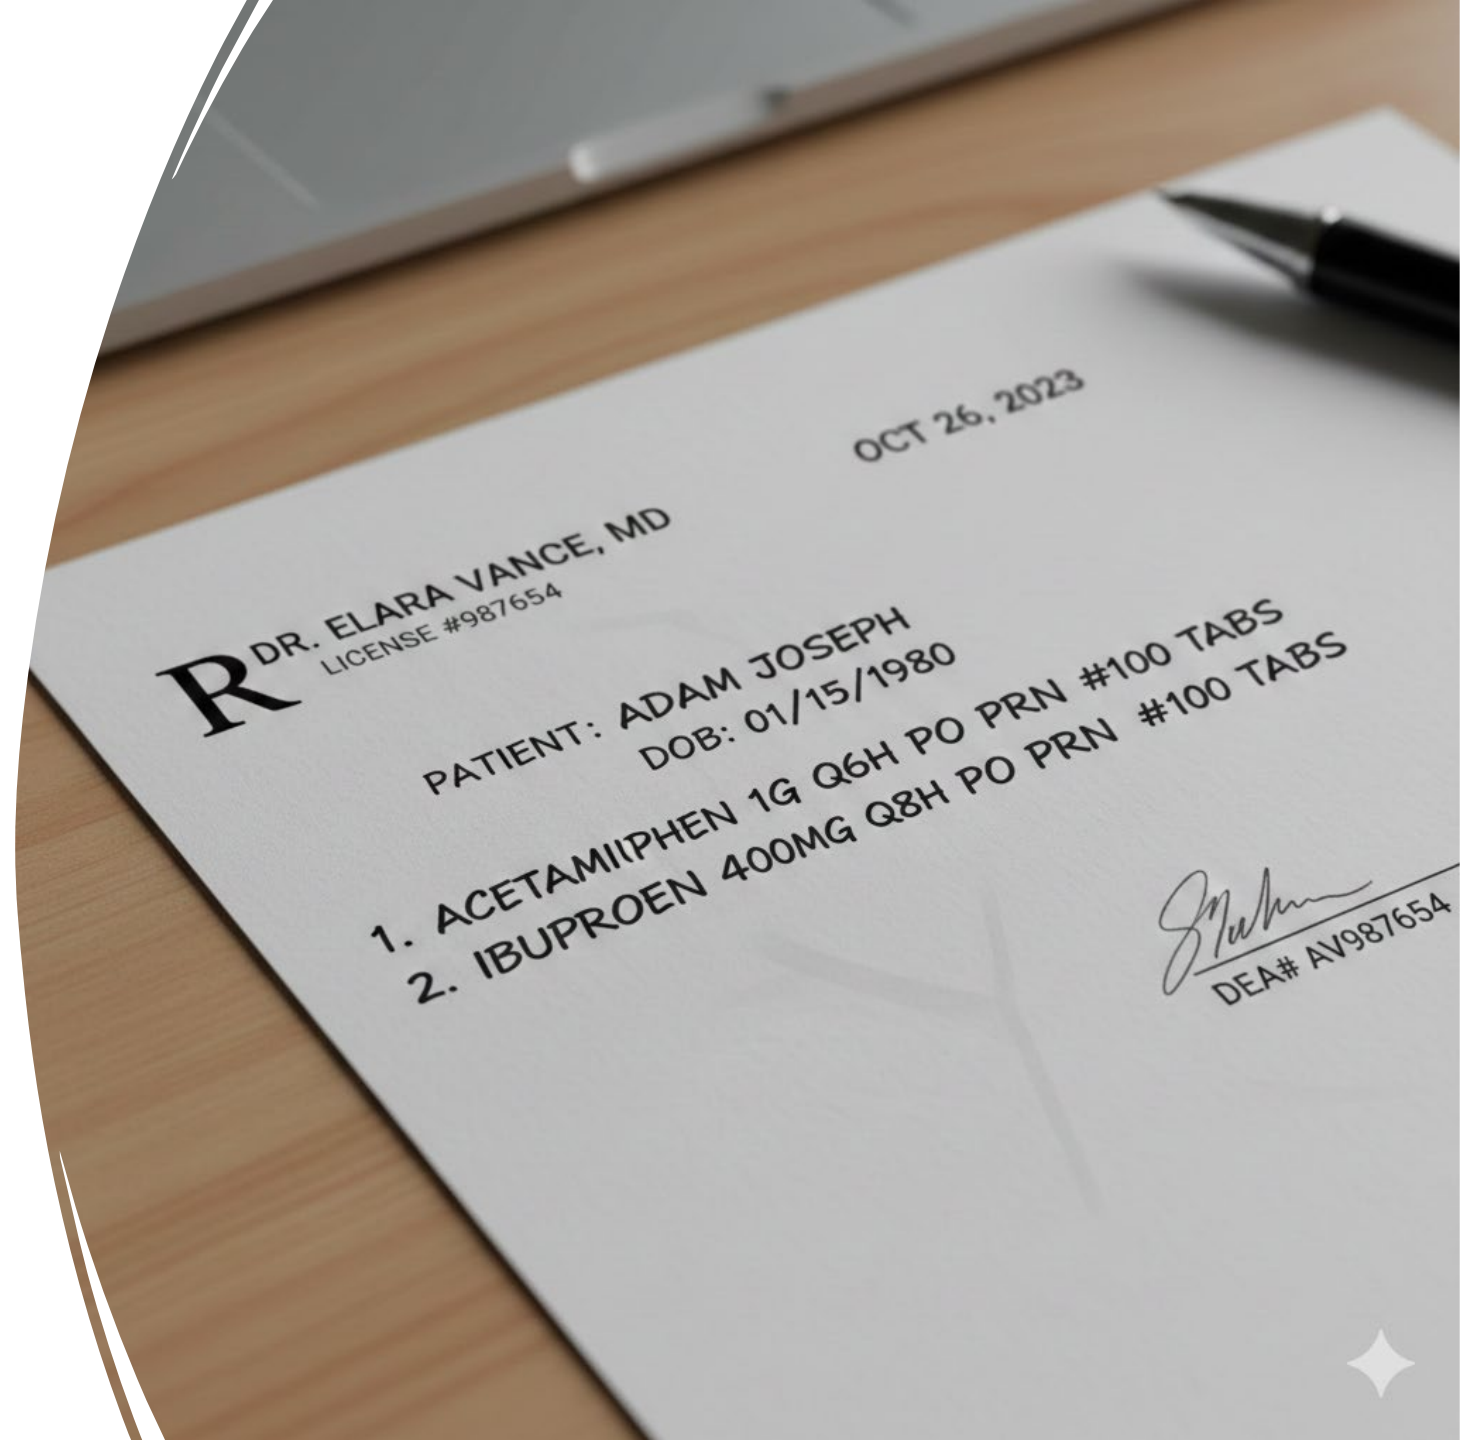 OCT 26, 2023
R DR. ELARA VANCE, MD
LICENSE #987654
PATIENT: ADAM JOSEPH
DOB: 01/15/1980
1. ACETAMIIPHEN 1G Q6H PO PRN #100 TABS
2. IBUPROEN 400MG Q8H PO PRN #100 TABS
DEA# AV987654